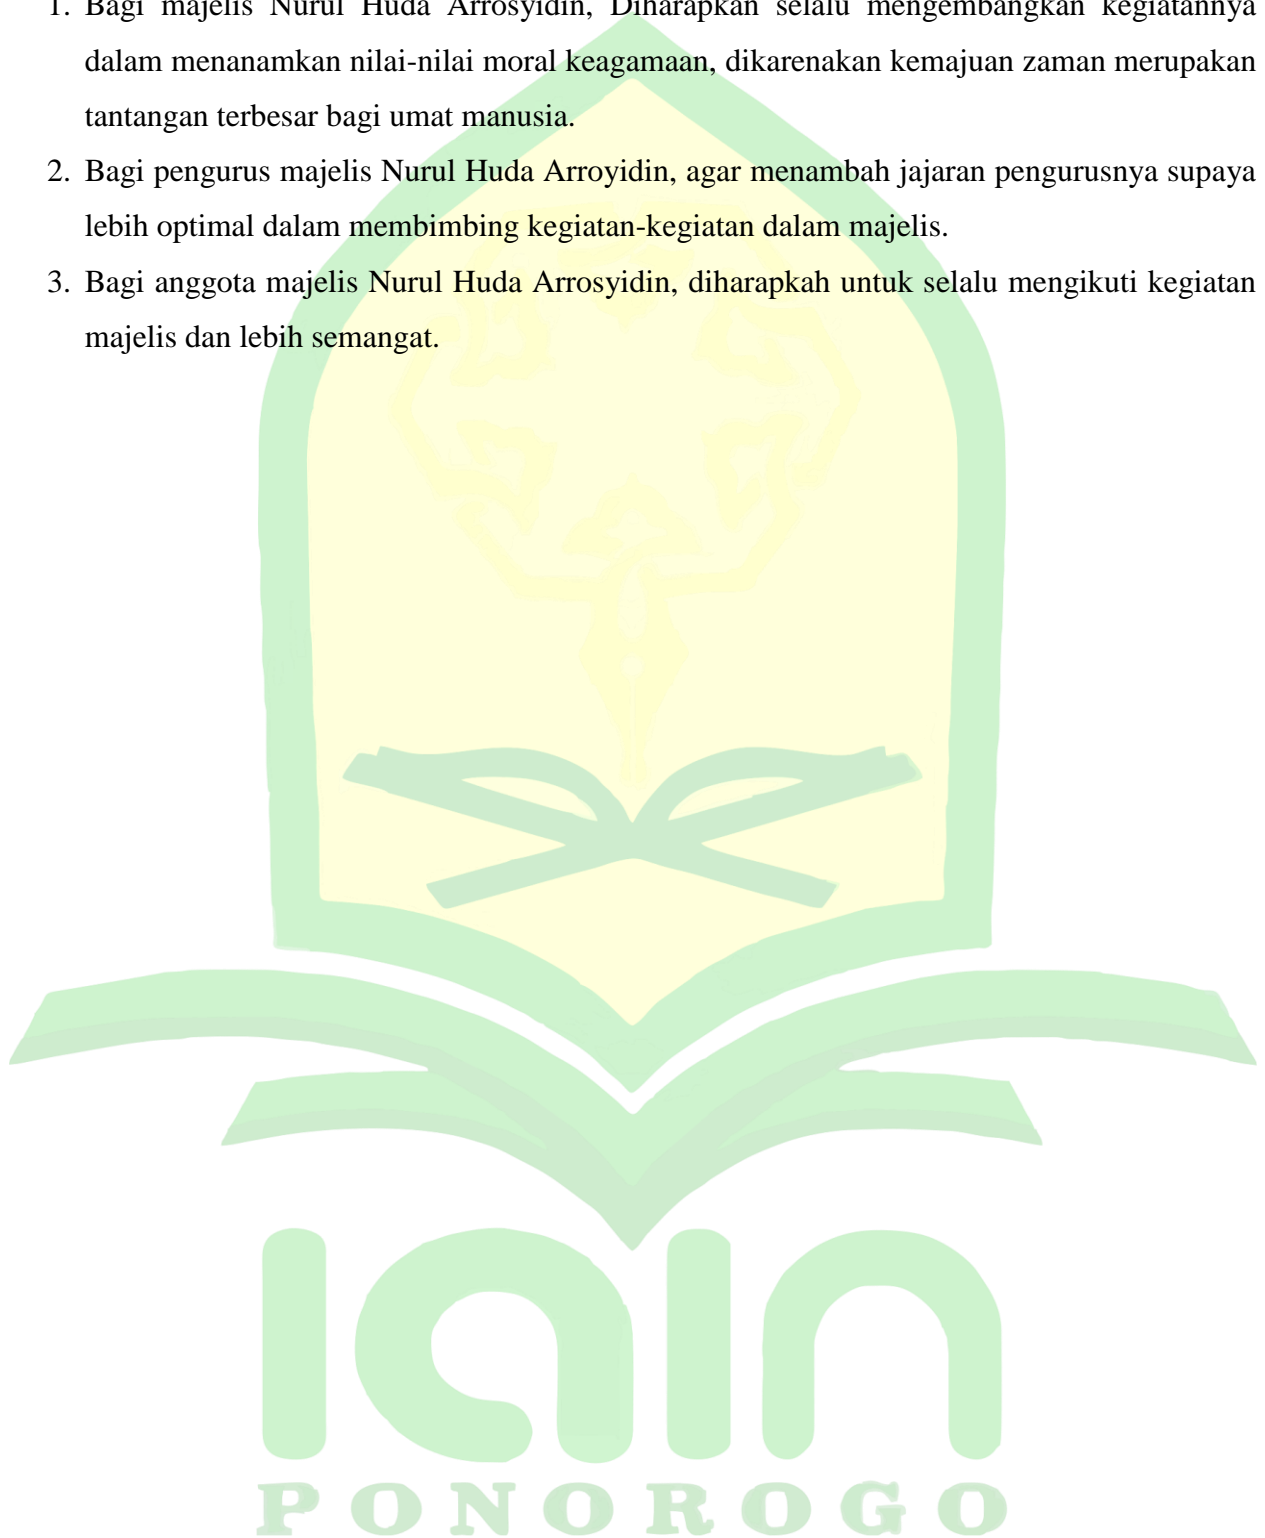 1. Bagi majelis Nurul Huda Arrosyidin, Diharapkan selalu mengembangkan kegiatannya
dalam menanamkan nilai-nilai moral keagamaan, dikarenakan kemajuan zaman merupakan
tantangan terbesar bagi umat manusia.
2. Bagi pengurus majelis Nurul Huda Arroyidin, agar menambah jajaran pengurusnya supaya
lebih optimal dalam membimbing kegiatan-kegiatan dalam majelis.
3. Bagi anggota majelis Nurul Huda Arrosyidin, diharapkah untuk selalu mengikuti kegiatan
majelis dan lebih semangat.
iain
PONOROGO